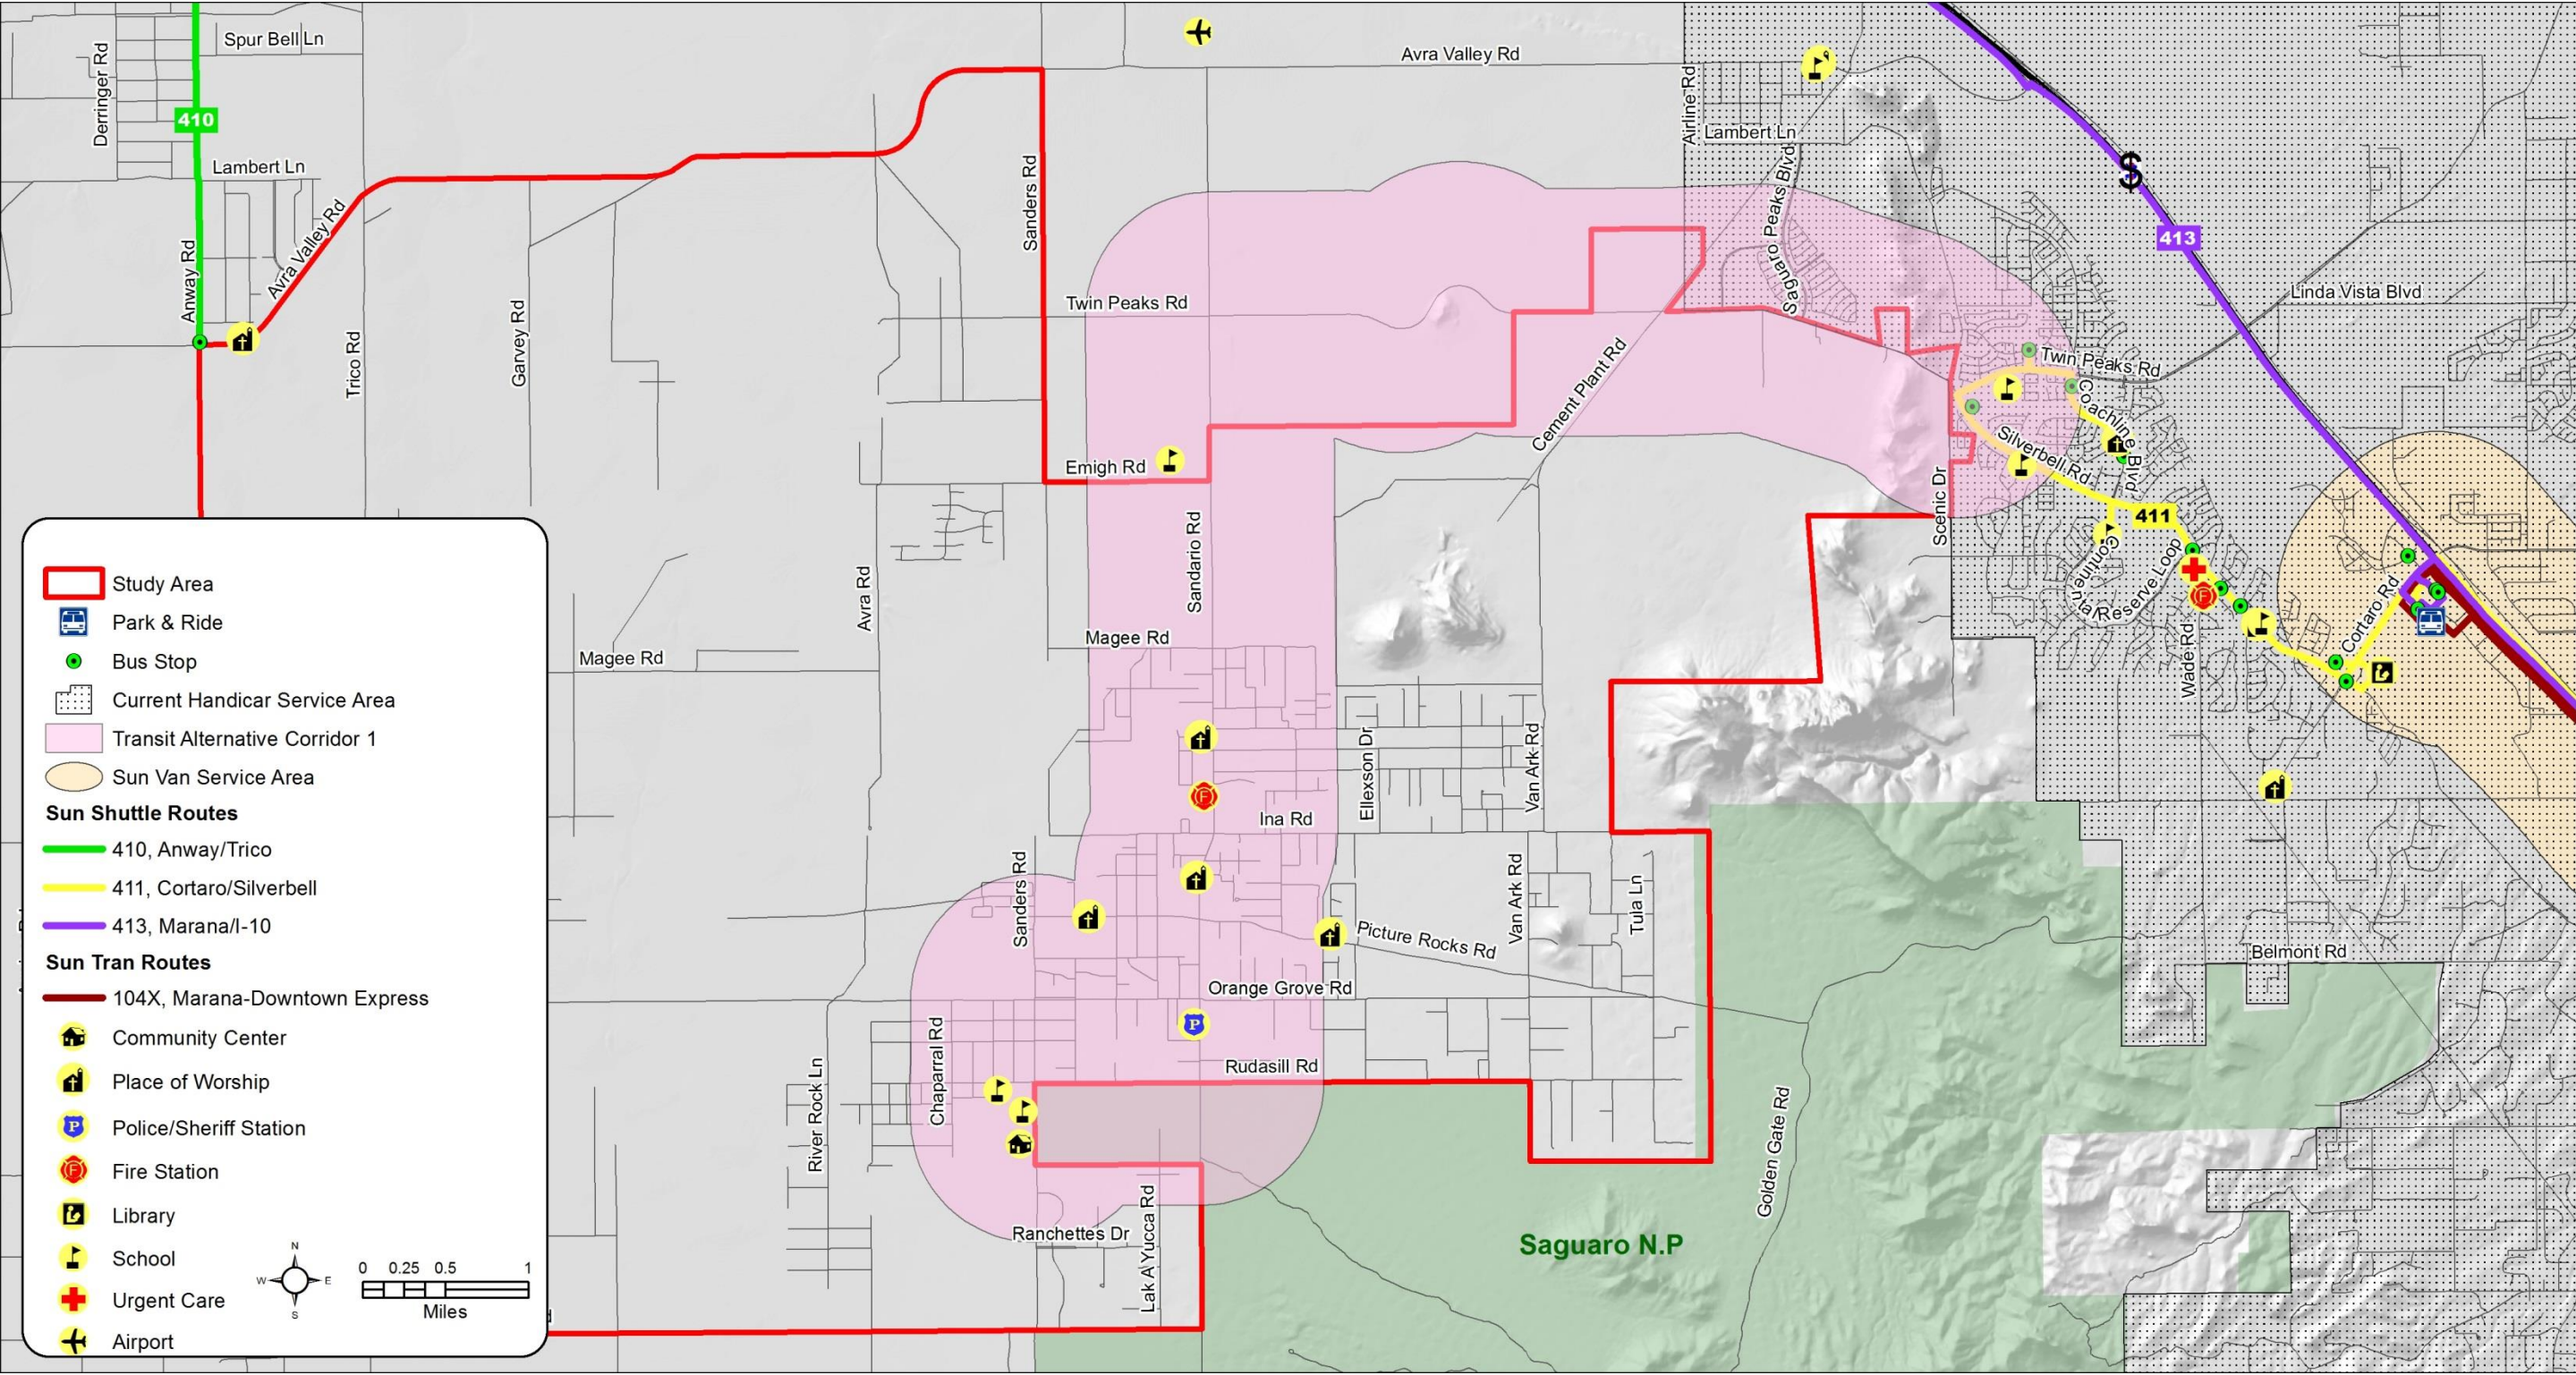 Spur Bell Ln
Derringer Rd
410
Lambert Ln
Anway Rd
Avra Valley Rd
Trico Rd
Garvey Rd
Sanders Rd
Avra Valley Rd
Airline Rd
Lambert Ln
Saguaro Peaks Blvd
$
413
Linda Vista Blvd
Twin Peaks Rd
Twin Peaks Rd
Coachline Blvd
Cement Plant Rd
Silverbell Rd
Emigh Rd
Scenic Dr
411
Sandario Rd
Continental Reserve Loop
Avra Rd
Cortaro Rd
Magee Rd
Magee Rd
Wade Rd
Ellexson Dr
Van Ark Rd
Ina Rd
Sanders Rd
Van Ark Rd
Tula Ln
Picture Rocks Rd
Belmont Rd
Orange Grove Rd
P
F
F
Rudasill Rd
Chaparral Rd
River Rock Ln
Golden Gate Rd
Lak A Yucca Rd
Ranchettes Dr
Saguaro N.P
Study Area
Park & Ride
Bus Stop
Current Handicar Service Area
Transit Alternative Corridor 1
Sun Van Service Area
Sun Shuttle Routes
410, Anway/Trico
411, Cortaro/Silverbell
413, Marana/I-10
Sun Tran Routes
104X, Marana-Downtown Express
Community Center
Place of Worship
P Police/Sheriff Station
F Fire Station
Library
School
Urgent Care
Airport
N
W E
S
0 0.25 0.5 1
Miles